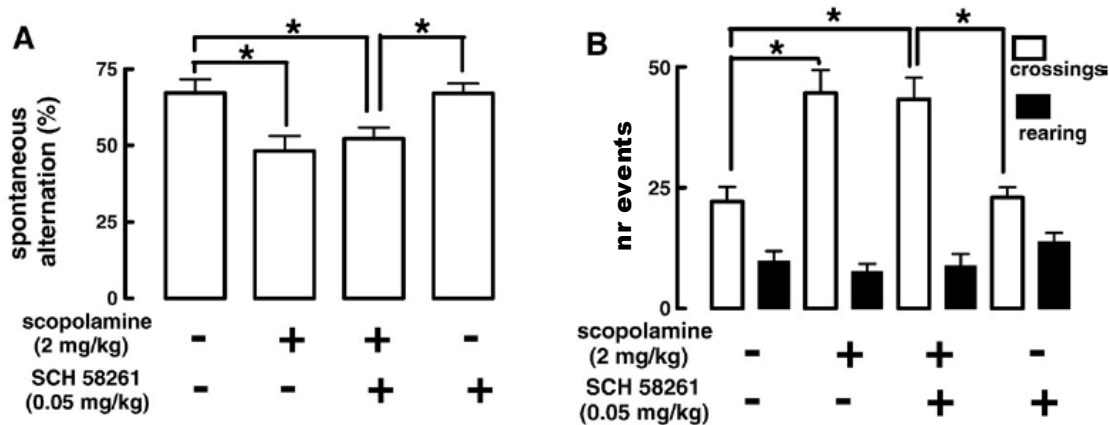 A
* * *
75
50
25
0
spontaneous
alternation (%)
scopolamine
(2 mg/kg) - + + -
SCH 58261
(0.05 mg/kg) - - + +
B
* * *
crossings
rearing
50
25
0
nr events
scopolamine
(2 mg/kg) - + + -
SCH 58261
(0.05 mg/kg) - - + +